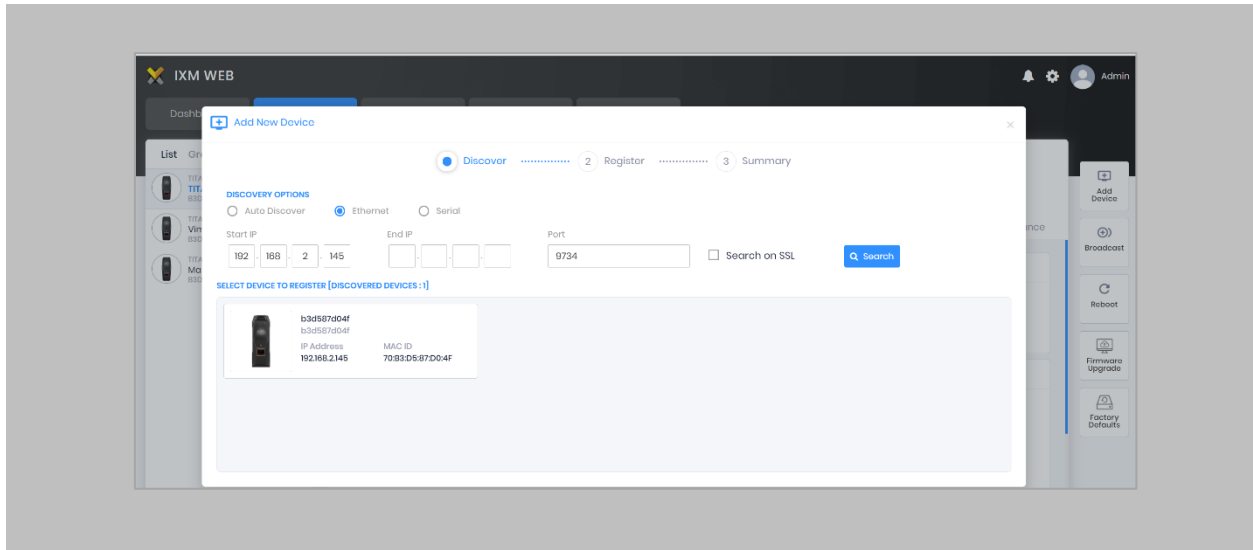 IXM WEB
Admin
Dashb
Add New Device
List Gr
Discover 2 Register 3 Summary
TITA
TIT
B3D
TITA
Vin
B3D
TITA
Ma
B3D
DISCOVERY OPTIONS
Auto Discover Ethernet Serial
Start IP End IP Port
192 . 168 . 2 . 145 . . . 9734 Search on SSL Search
SELECT DEVICE TO REGISTER [DISCOVERED DEVICES : 1]
b3d587d04f
b3d587d04f
IP Address MAC ID
192.168.2.145 70:B3:D5:87:D0:4F
nce
Add
Device
Broadcast
Reboot
Firmware
Upgrade
Factory
Defaults